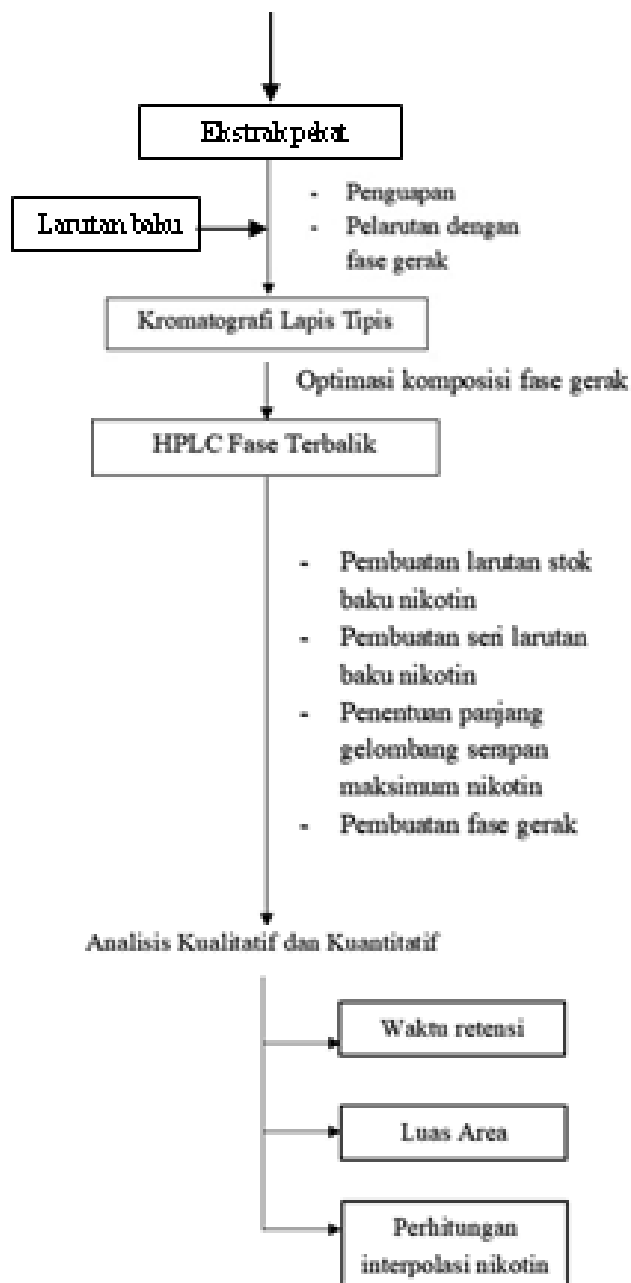 Ekstrak pekat
- Penguapan
Larutan baku
- Pelarutan dengan
fase gerak
Kromatografi Lapis Tipis
Optimasi komposisi fase gerak
HPLC Fase Terbalik
- Pembuatan larutan stok
baku nikotin
- Pembuatan seri larutan
baku nikotin
- Penentuan panjang
gelombang serapan
maksimum nikotin
- Pembuatan fase gerak
Analisis Kualitatif dan Kuantitatif
Waktu retensi
Luas Area
Perhitungan
interpolasi nikotin